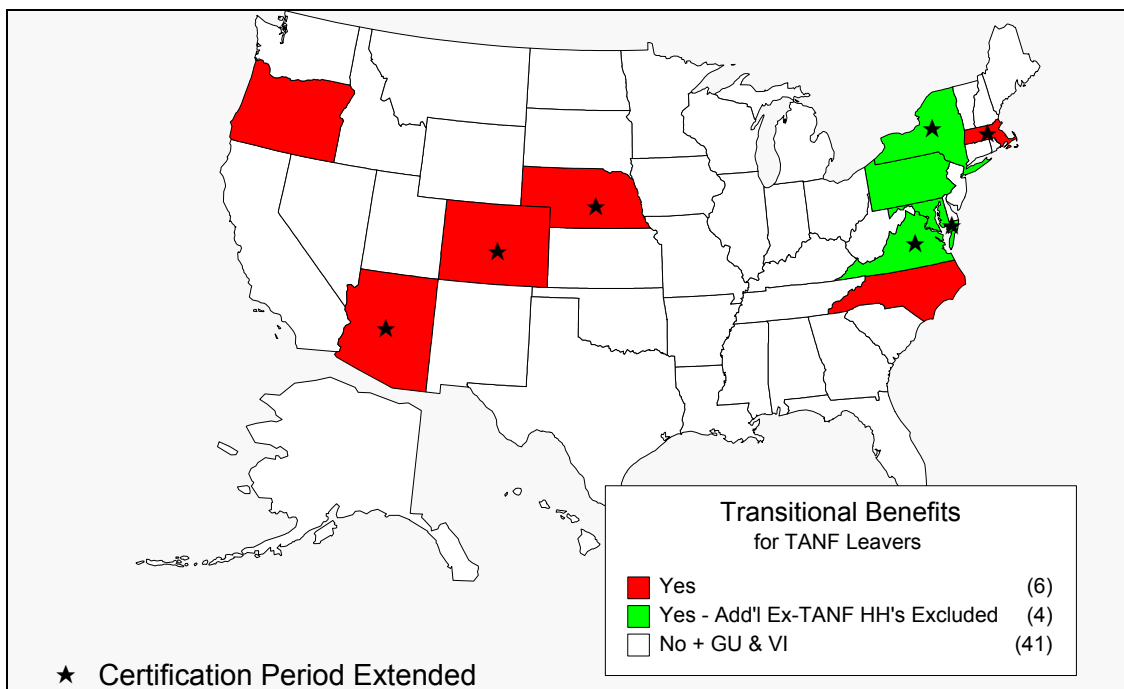 Transitional Benefits
for TANF Leavers
Yes (6)
Yes - Add'l Ex-TANF HH's Excluded (4)
No + GU & VI (41)
★ Certification Period Extended